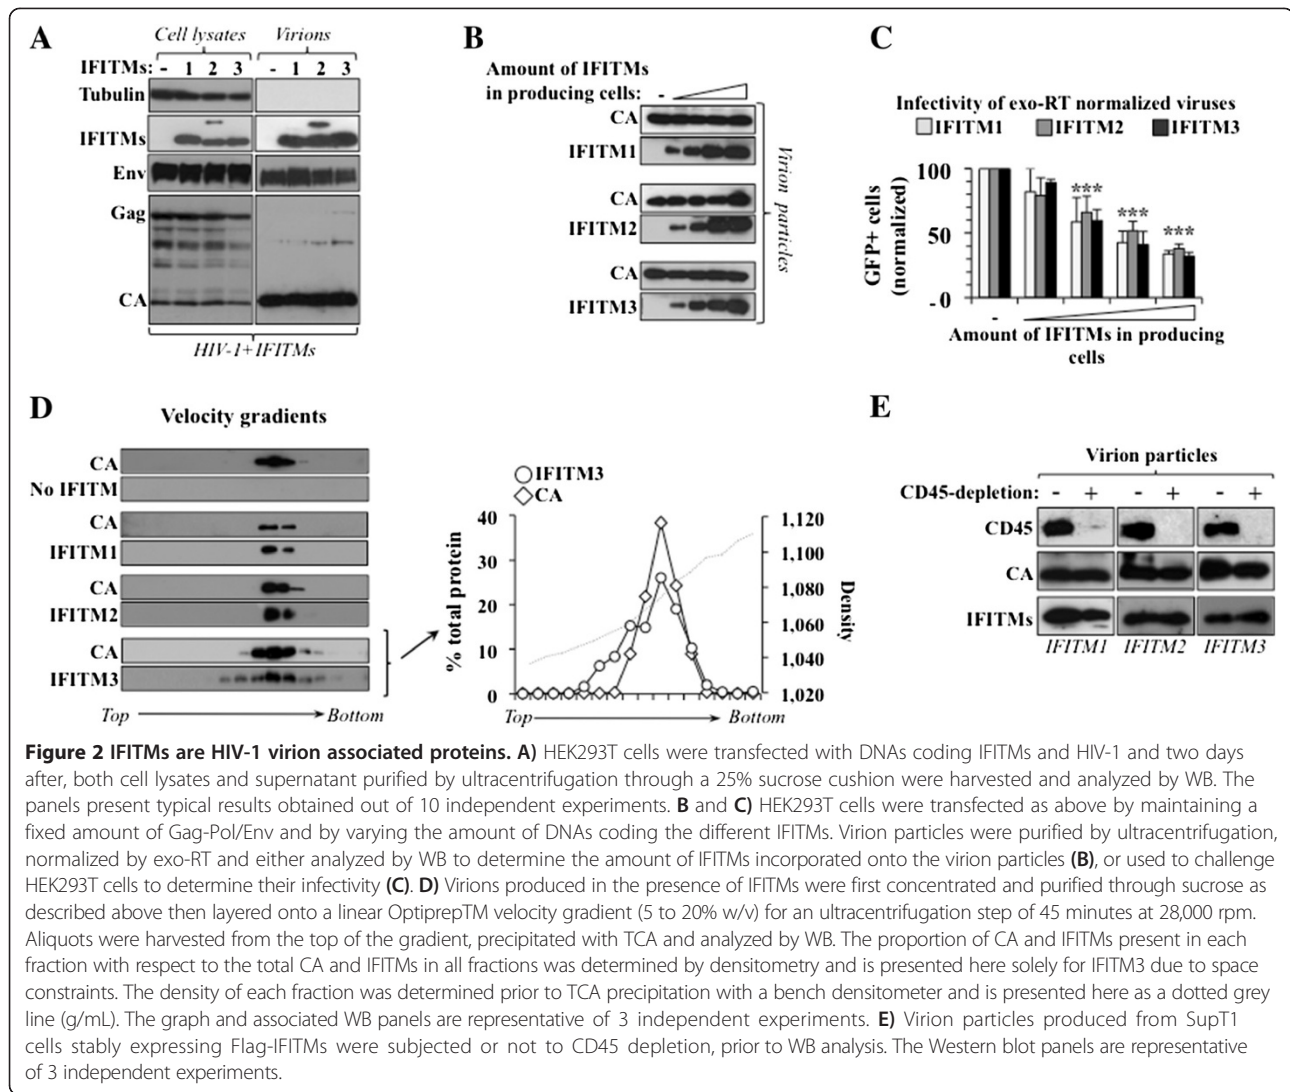 A
Cell lysates Virions
IFITMs: - 1 2 3 - 1 2 3
Tubulin
IFITMs
Env
Gag
CA
HIV-1+IFITMs
B
Amount of IFITMs
in producing cells: -
CA
IFITM1
CA
IFITM2
CA
IFITM3
Virion particles
C
Infectivity of exo-RT normalized viruses
IFITM1 IFITM2 IFITM3
GFP+ cells
(normalized)
100
50
-0
*** *** ***
-
Amount of IFITMs in producing
cells
D
Velocity gradients
CA
No IFITM
CA
IFITM1
CA
IFITM2
CA
IFITM3
Top Bottom
IFITM3
CA
% total protein
40
30
20
10
0
1,120
1,100
1,080
1,060
1,040
1,020
Density
Top Bottom
E
Virion particles
CD45-depletion: - + - + - +
CD45
CA
IFITMs
IFITM1 IFITM2 IFITM3
Figure 2 IFITMs are HIV-1 virion associated proteins. A) HEK293T cells were transfected with DNAs coding IFITMs and HIV-1 and two days
after, both cell lysates and supernatant purified by ultracentrifugation through a 25% sucrose cushion were harvested and analyzed by WB. The
panels present typical results obtained out of 10 independent experiments. B and C) HEK293T cells were transfected as above by maintaining a
fixed amount of Gag-Pol/Env and by varying the amount of DNAs coding the different IFITMs. Virion particles were purified by ultracentrifugation,
normalized by exo-RT and either analyzed by WB to determine the amount of IFITMs incorporated onto the virion particles (B), or used to challenge
HEK293T cells to determine their infectivity (C). D) Virions produced in the presence of IFITMs were first concentrated and purified through sucrose as
described above then layered onto a linear OptiprepTM velocity gradient (5 to 20% w/v) for an ultracentrifugation step of 45 minutes at 28,000 rpm.
Aliquots were harvested from the top of the gradient, precipitated with TCA and analyzed by WB. The proportion of CA and IFITMs present in each
fraction with respect to the total CA and IFITMs in all fractions was determined by densitometry and is presented here solely for IFITM3 due to space
constraints. The density of each fraction was determined prior to TCA precipitation with a bench densitometer and is presented here as a dotted grey
line (g/mL). The graph and associated WB panels are representative of 3 independent experiments. E) Virion particles produced from SupT1
cells stably expressing Flag-IFITMs were subjected or not to CD45 depletion, prior to WB analysis. The Western blot panels are representative
of 3 independent experiments.